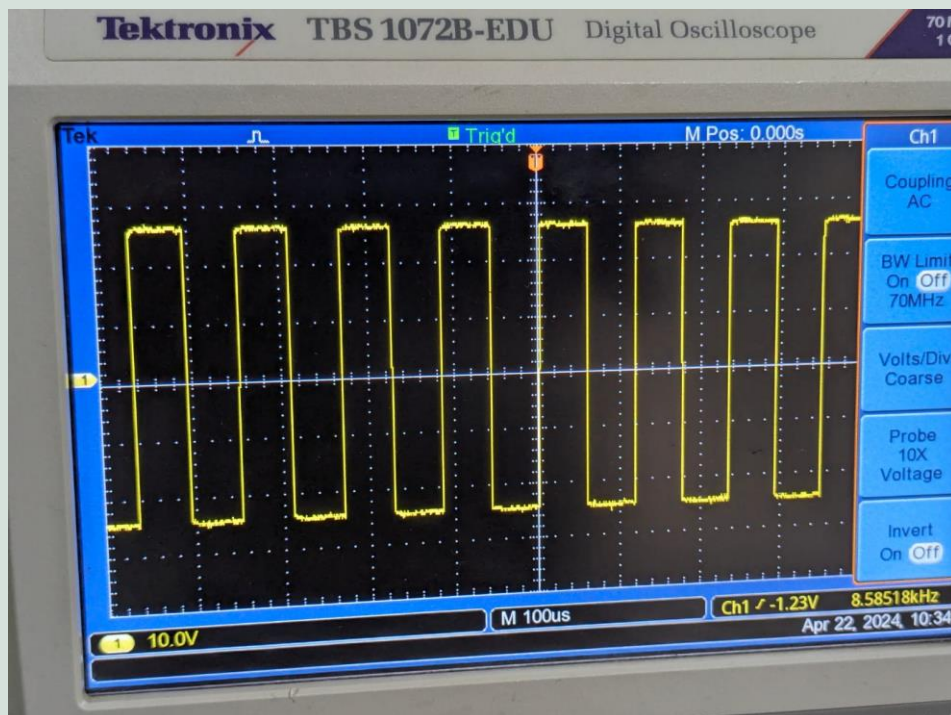 Tektronix TBS 1072B-EDU Digital Oscilloscope
Tek T Trig'd M Pos: 0.000s
T
1
Ch1
Coupling
AC
BW Limit
On Off
70MHz
Volts/Div
Coarse
Probe
10X
Voltage
Invert
On Off
1 10.0V M 100us Ch1 -1.23V 8.58518kHz
Apr 22, 2024, 10:34